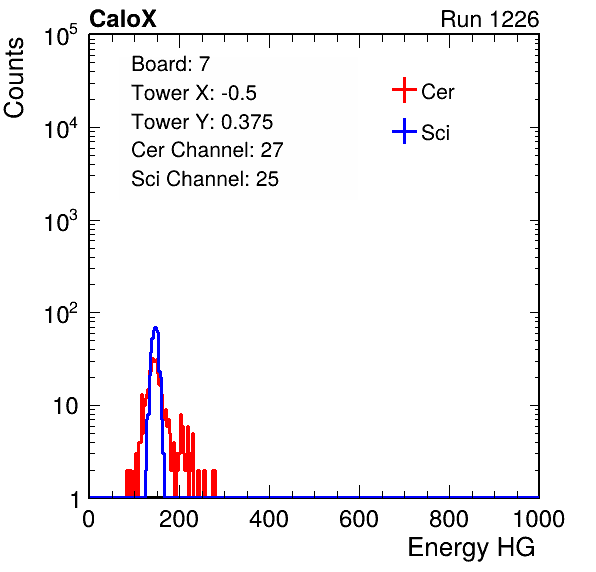 CaloX Run 1226
Counts
10^5
10^4
10^3
10^2
10
1
Board: 7
Tower X: -0.5
Tower Y: 0.375
Cer Channel: 27
Sci Channel: 25
Cer
Sci
0 200 400 600 800 1000
Energy HG